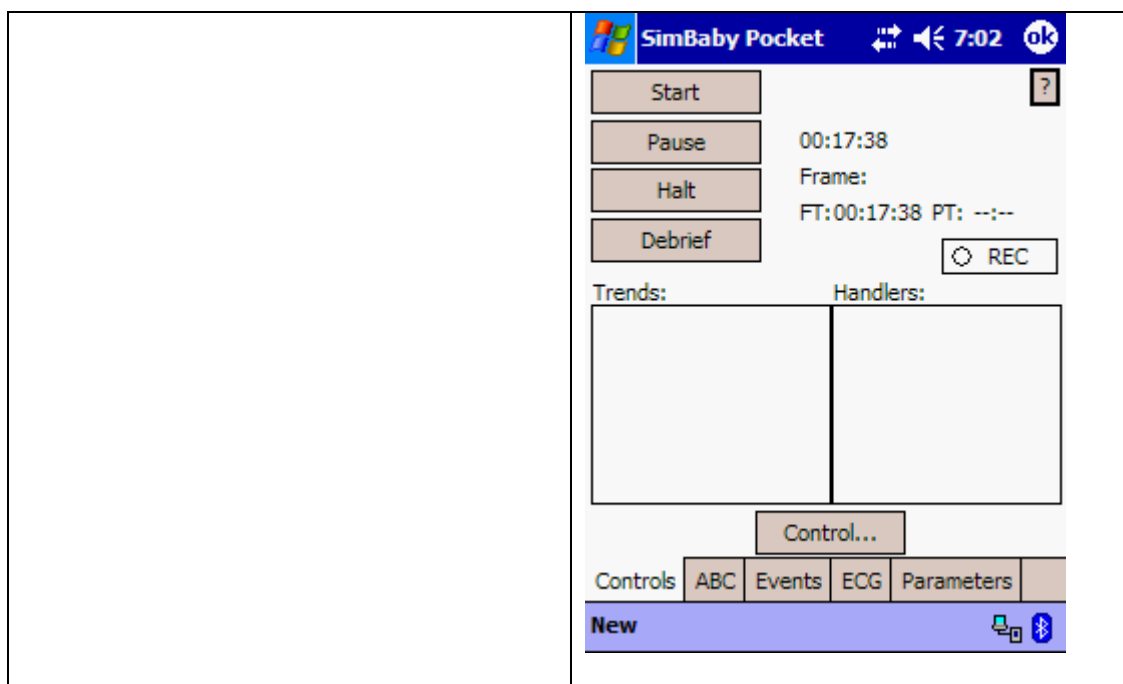 SimBaby Pocket 7:02 ok
Start ?
Pause 00:17:38
Halt Frame:
FT:00:17:38 PT: --:--
Debrief
REC
Trends: Handlers:
Control...
Controls ABC Events ECG Parameters
New